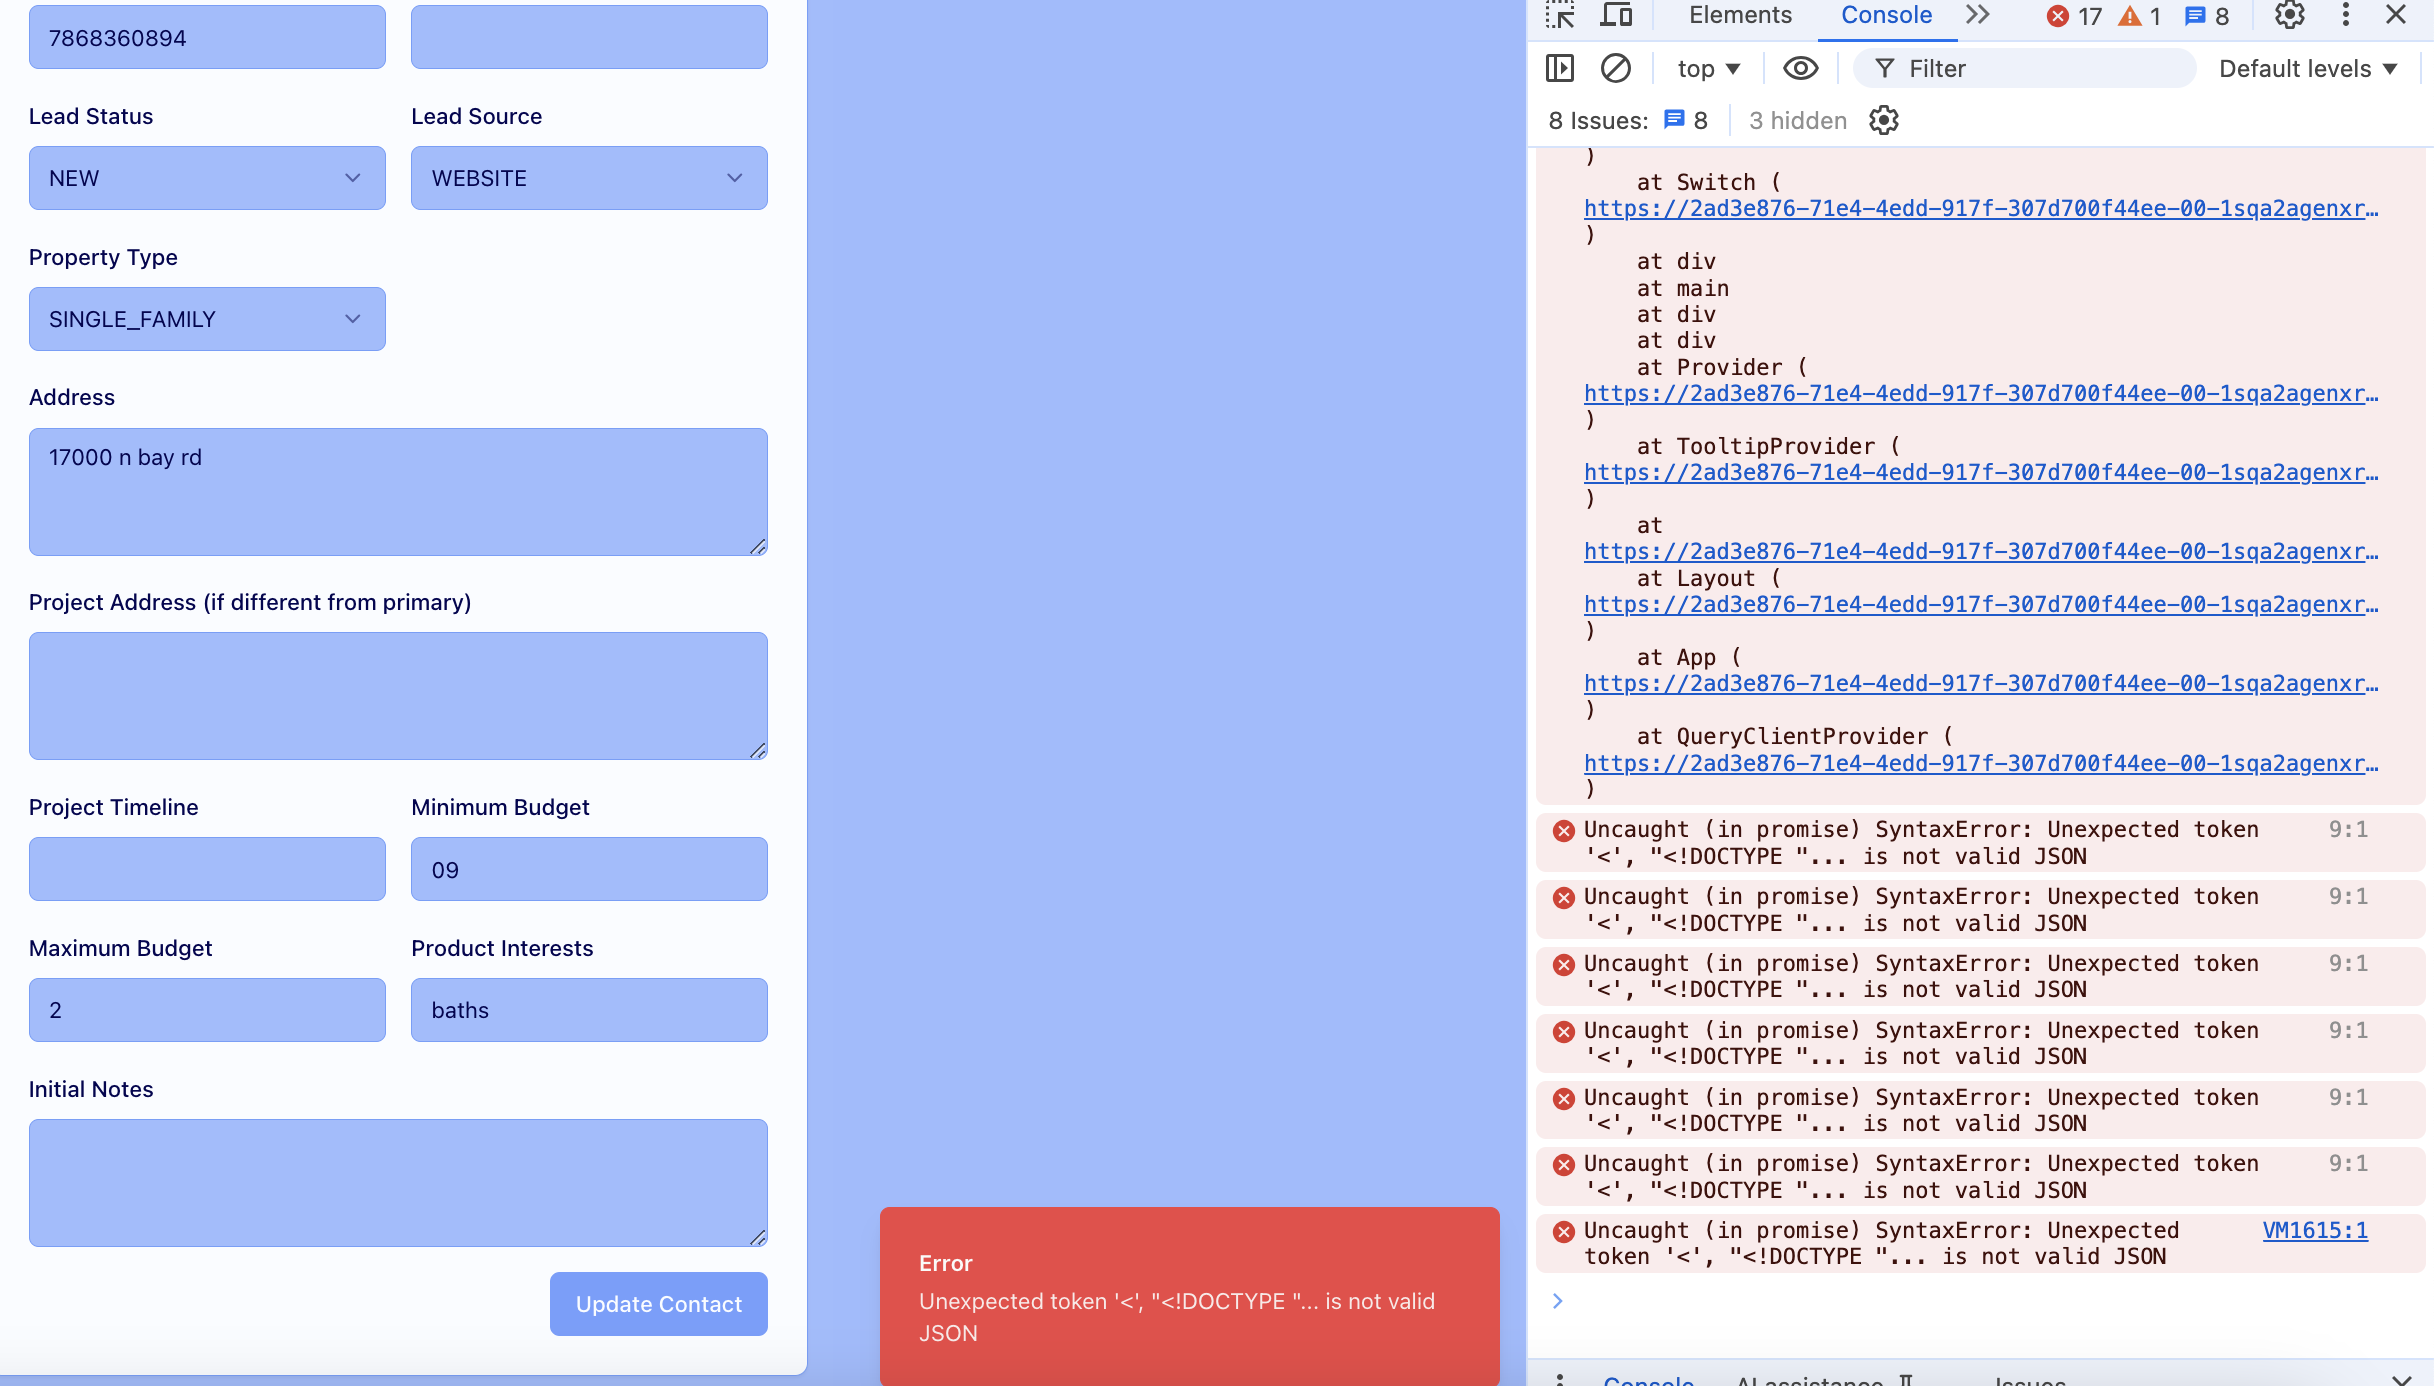 7868360894
Lead Status
Lead Source
NEW
WEBSITE
Property Type
SINGLE_FAMILY
Address
17000 n bay rd
Project Address (if different from primary)
Project Timeline
Minimum Budget
09
Maximum Budget
Product Interests
2
baths
Initial Notes
Update Contact
Error
Unexpected token '<', "<!DOCTYPE "... is not valid
JSON
Elements
Console
17
1
8
top
Filter
Default levels
8 Issues:
8
3 hidden
)
at Switch (
https://2ad3e876-71e4-4edd-917f-307d700f44ee-00-1sqa2agenxr…
)
at div
at main
at div
at div
at Provider (
https://2ad3e876-71e4-4edd-917f-307d700f44ee-00-1sqa2agenxr…
)
at TooltipProvider (
https://2ad3e876-71e4-4edd-917f-307d700f44ee-00-1sqa2agenxr…
)
at
https://2ad3e876-71e4-4edd-917f-307d700f44ee-00-1sqa2agenxr…
at Layout (
https://2ad3e876-71e4-4edd-917f-307d700f44ee-00-1sqa2agenxr…
)
at App (
https://2ad3e876-71e4-4edd-917f-307d700f44ee-00-1sqa2agenxr…
)
at QueryClientProvider (
https://2ad3e876-71e4-4edd-917f-307d700f44ee-00-1sqa2agenxr…
)
Uncaught (in promise) SyntaxError: Unexpected token 9:1
'<', "<!DOCTYPE "... is not valid JSON
Uncaught (in promise) SyntaxError: Unexpected token 9:1
'<', "<!DOCTYPE "... is not valid JSON
Uncaught (in promise) SyntaxError: Unexpected token 9:1
'<', "<!DOCTYPE "... is not valid JSON
Uncaught (in promise) SyntaxError: Unexpected token 9:1
'<', "<!DOCTYPE "... is not valid JSON
Uncaught (in promise) SyntaxError: Unexpected token 9:1
'<', "<!DOCTYPE "... is not valid JSON
Uncaught (in promise) SyntaxError: Unexpected token 9:1
'<', "<!DOCTYPE "... is not valid JSON
Uncaught (in promise) SyntaxError: Unexpected VM1615:1
token '<', "<!DOCTYPE "... is not valid JSON
Console
AI assistance
Issues